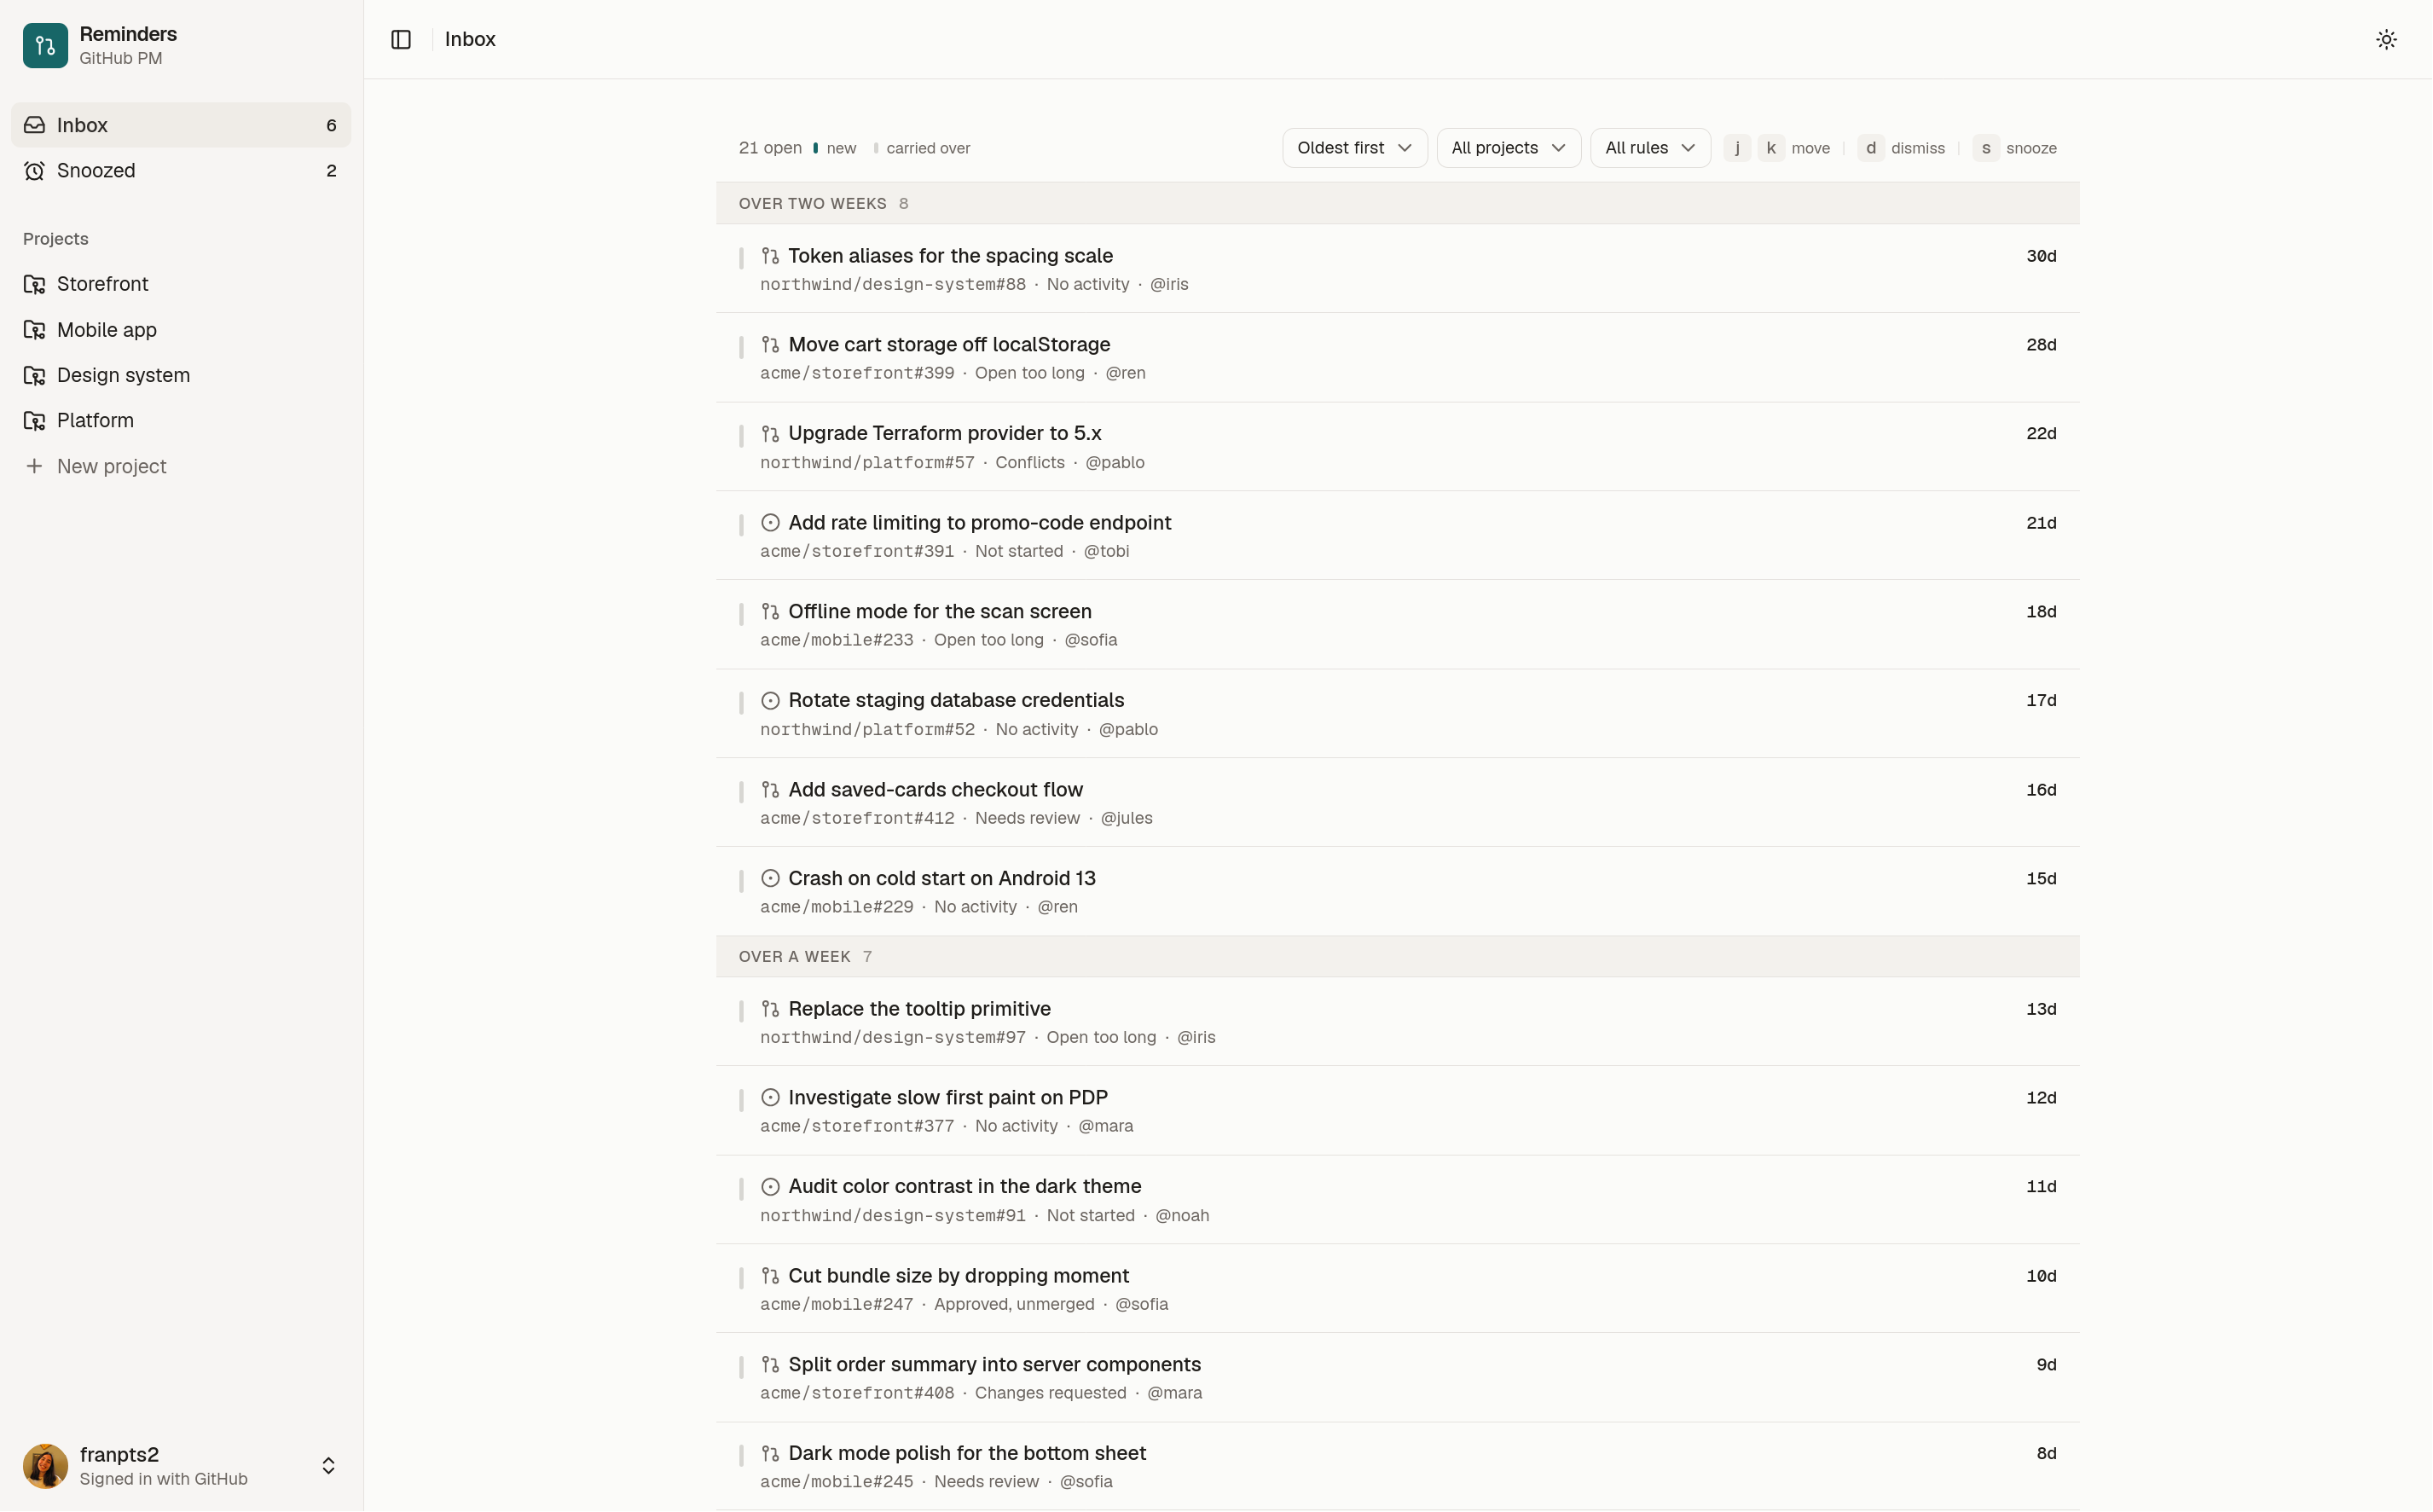 Reminders
GitHub PM
Inbox 6
Snoozed 2
Projects
Storefront
Mobile app
Design system
Platform
New project
franpts2
Signed in with GitHub
Inbox
21 open new carried over Oldest first All projects All rules j k move d dismiss s snooze
OVER TWO WEEKS 8
Token aliases for the spacing scale 30d
northwind/design-system#88 · No activity · @iris
Move cart storage off localStorage 28d
acme/storefront#399 · Open too long · @ren
Upgrade Terraform provider to 5.x 22d
northwind/platform#57 · Conflicts · @pablo
Add rate limiting to promo-code endpoint 21d
acme/storefront#391 · Not started · @tobi
Offline mode for the scan screen 18d
acme/mobile#233 · Open too long · @sofia
Rotate staging database credentials 17d
northwind/platform#52 · No activity · @pablo
Add saved-cards checkout flow 16d
acme/storefront#412 · Needs review · @jules
Crash on cold start on Android 13 15d
acme/mobile#229 · No activity · @ren
OVER A WEEK 7
Replace the tooltip primitive 13d
northwind/design-system#97 · Open too long · @iris
Investigate slow first paint on PDP 12d
acme/storefront#377 · No activity · @mara
Audit color contrast in the dark theme 11d
northwind/design-system#91 · Not started · @noah
Cut bundle size by dropping moment 10d
acme/mobile#247 · Approved, unmerged · @sofia
Split order summary into server components 9d
acme/storefront#408 · Changes requested · @mara
Dark mode polish for the bottom sheet 8d
acme/mobile#245 · Needs review · @sofia